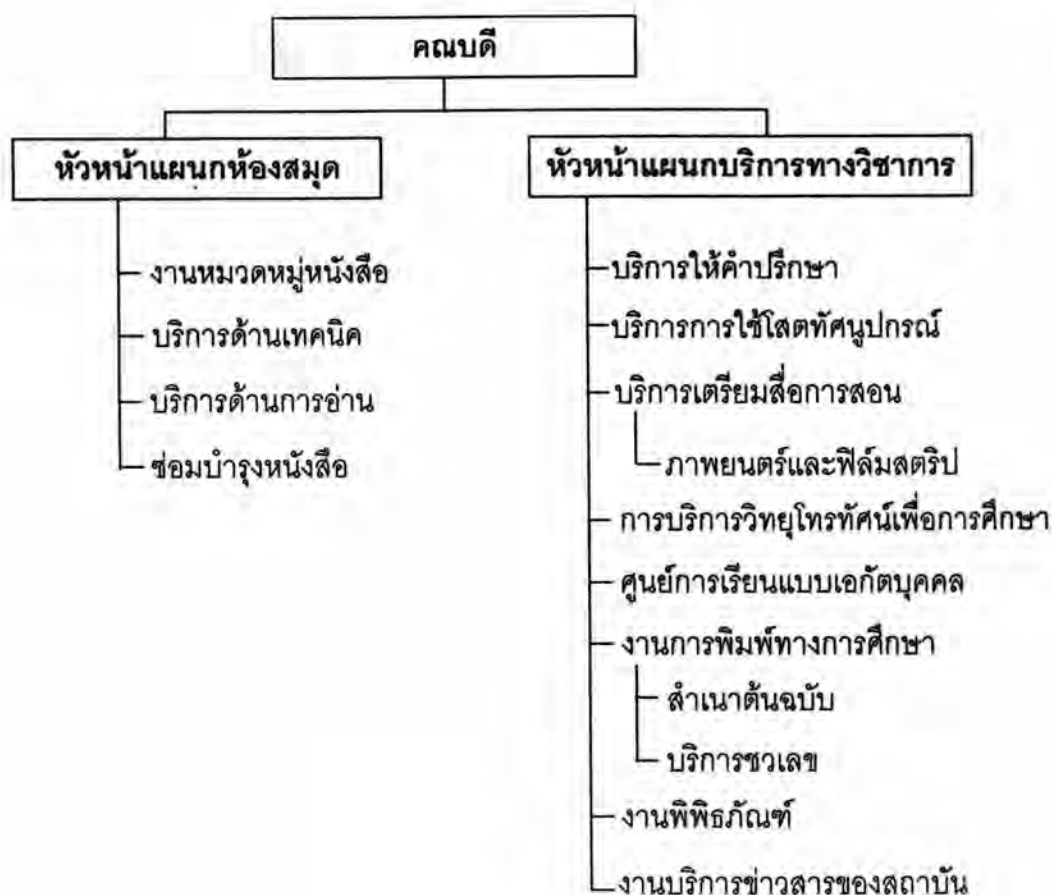 คณบดี
หัวหน้าแผนกห้องสมุด
งานหมวดหมู่หนังสือ
บริการด้านเทคนิค
บริการด้านการอ่าน
ซ่อมบำรุงหนังสือ
หัวหน้าแผนกบริการทางวิชาการ
บริการให้คำปรึกษา
บริการการใช้โสตทัศนูปกรณ์
บริการเตรียมสื่อการสอน
ภาพยนตร์และฟิล์มสตริป
การบริการวิทยุโทรทัศน์เพื่อการศึกษา
ศูนย์การเรียนแบบเอกัตบุคคล
งานการพิมพ์ทางการศึกษา
สำเนาต้นฉบับ
บริการชวเลข
งานพิพิธภัณฑ์
งานบริการข่าวสารของสถาบัน